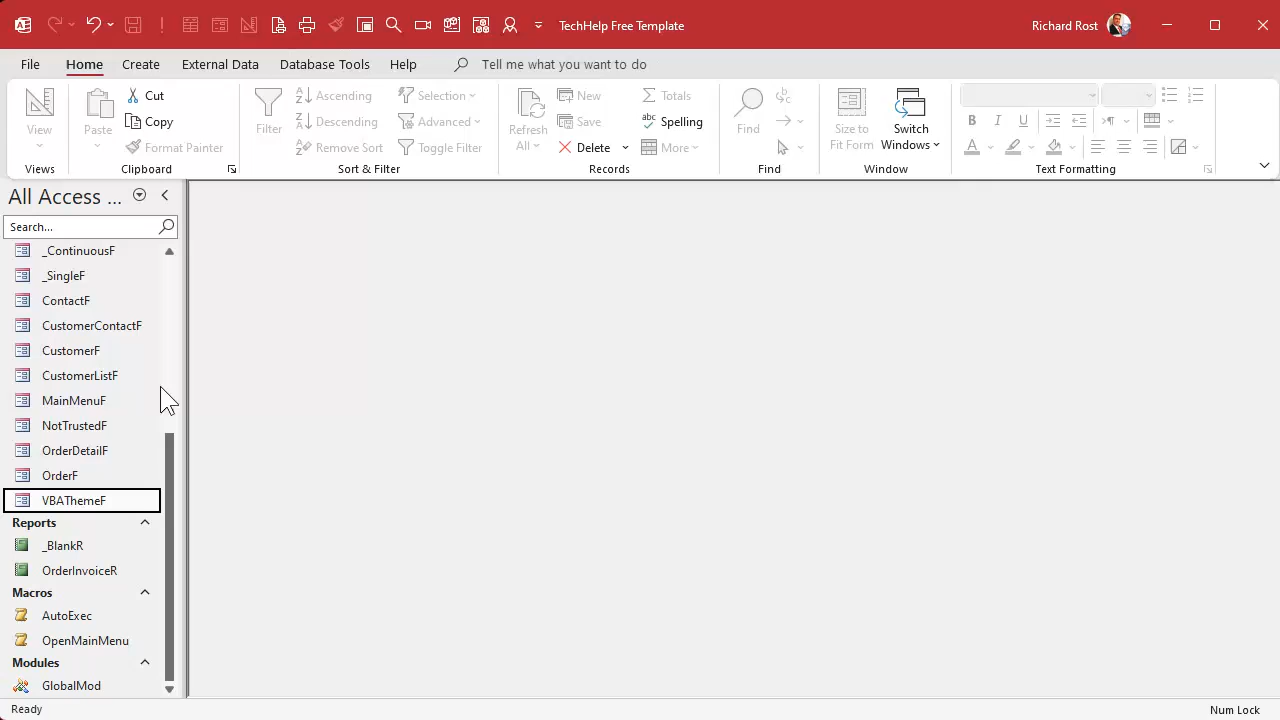 TechHelp Free Template
Richard Rost
File Home Create External Data Database Tools Help Tell me what you want to do
View
Views
Paste
Cut
Copy
Format Painter
Clipboard
Filter
Ascending
Descending
Remove Sort
Selection
Advanced
Toggle Filter
Sort & Filter
Refresh
All
New
Save
Delete
Totals
Spelling
More
Records
Find
Find
Size to
Fit Form
Switch
Windows
Window
B I U
A
Text Formatting
All Access ...
Search...
_ContinuousF
_SingleF
ContactF
CustomerContactF
CustomerF
CustomerListF
MainMenuF
NotTrustedF
OrderDetailF
OrderF
VBAThemeF
Reports
_BlankR
OrderInvoiceR
Macros
AutoExec
OpenMainMenu
Modules
GlobalMod
Ready
Num Lock